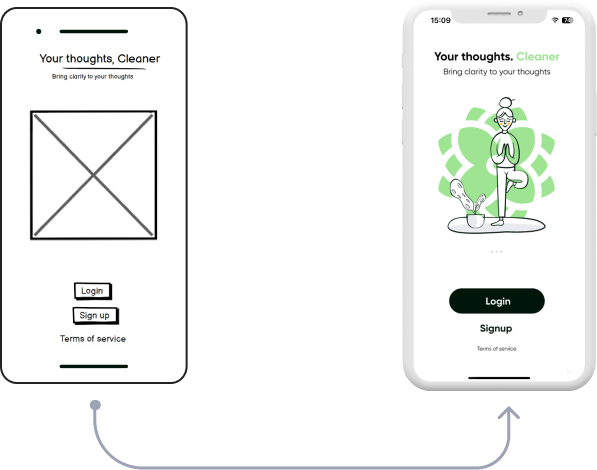 Your thoughts, Cleaner
Bring clarity to your thoughts
Login
Sign up
Terms of service
15:09
Your thoughts. Cleaner
Bring clarity to your thoughts
Login
Signup
Terms of service